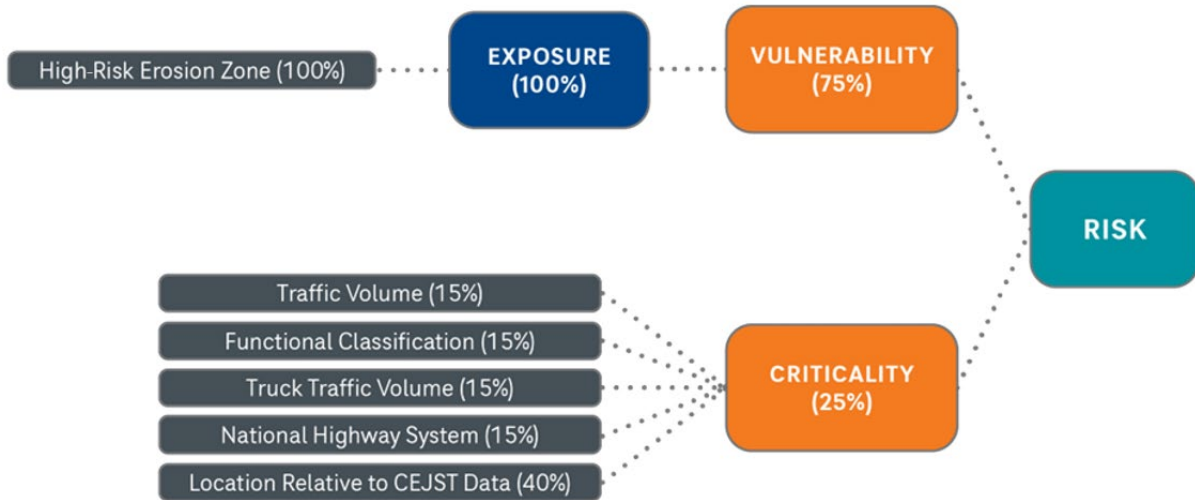 High-Risk Erosion Zone (100%)
EXPOSURE
(100%)
VULNERABILITY
(75%)
RISK
Traffic Volume (15%)
Functional Classification (15%)
Truck Traffic Volume (15%)
National Highway System (15%)
Location Relative to CEJST Data (40%)
CRITICALITY
(25%)